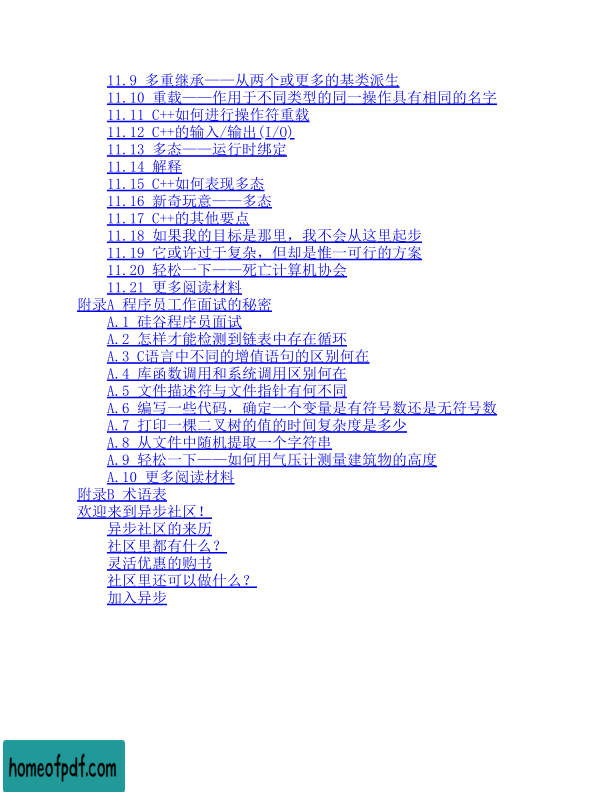 11.9 多重继承——从两个或更多的基类派生
11.10 重载——作用于不同类型的同一操作具有相同的名字
11.11 C++如何进行操作符重载
11.12 C++的输入/输出(I/O)
11.13 多态——运行时绑定
11.14 解释
11.15 C++如何表现多态
11.16 新奇玩意——多态
11.17 C++的其他要点
11.18 如果我的目标是那里，我不会从这里起步
11.19 它或许过于复杂，但却是惟一可行的方案
11.20 轻松一下——死亡计算机协会
11.21 更多阅读材料
附录A 程序员工作面试的秘密
A.1 硅谷程序员面试
A.2 怎样才能检测到链表中存在循环
A.3 C语言中不同的增值语句的区别何在
A.4 库函数调用和系统调用区别何在
A.5 文件描述符与文件指针有何不同
A.6 编写一些代码，确定一个变量是有符号数还是无符号数
A.7 打印一棵二叉树的值的时间复杂度是多少
A.8 从文件中随机提取一个字符串
A.9 轻松一下——如何用气压计测量建筑物的高度
A.10 更多阅读材料
附录B 术语表
欢迎来到异步社区！
异步社区的来历
社区里都有什么？
灵活优惠的购书
社区里还可以做什么？
加入异步
homeofpdf.com